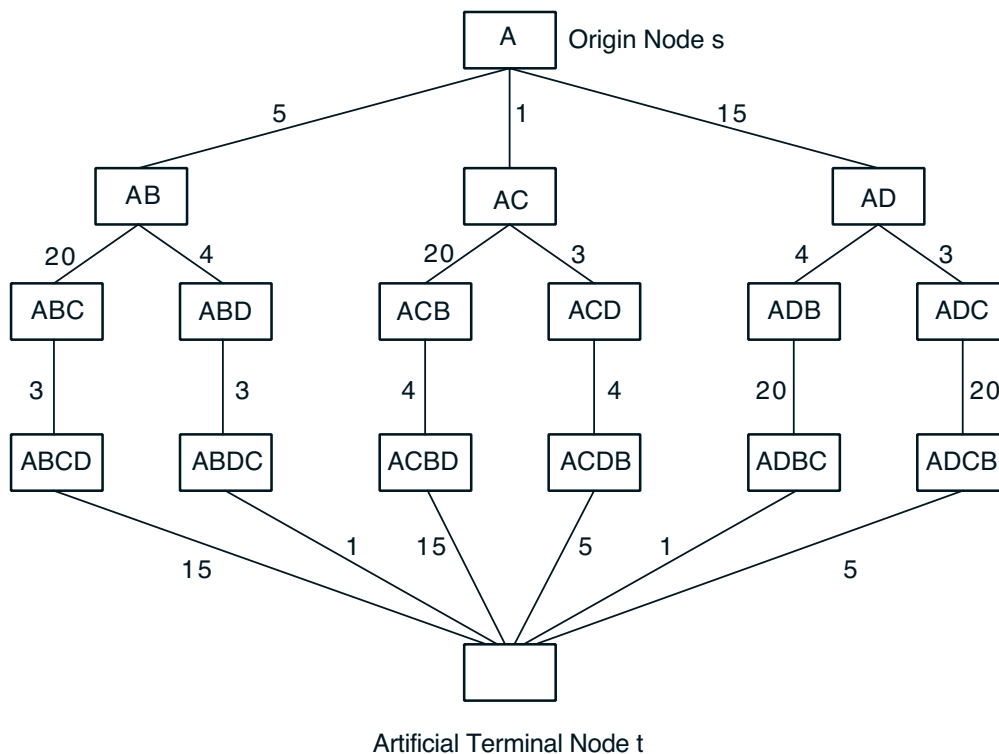 A Origin Node s
5 1 15
AB AC AD
20 4 20 3 4 3
ABC ABD ACB ACD ADB ADC
3 3 4 4 20 20
ABCD ABDC ACBD ACDB ADBC ADCB
15 1 15 5 1 5
Artificial Terminal Node t